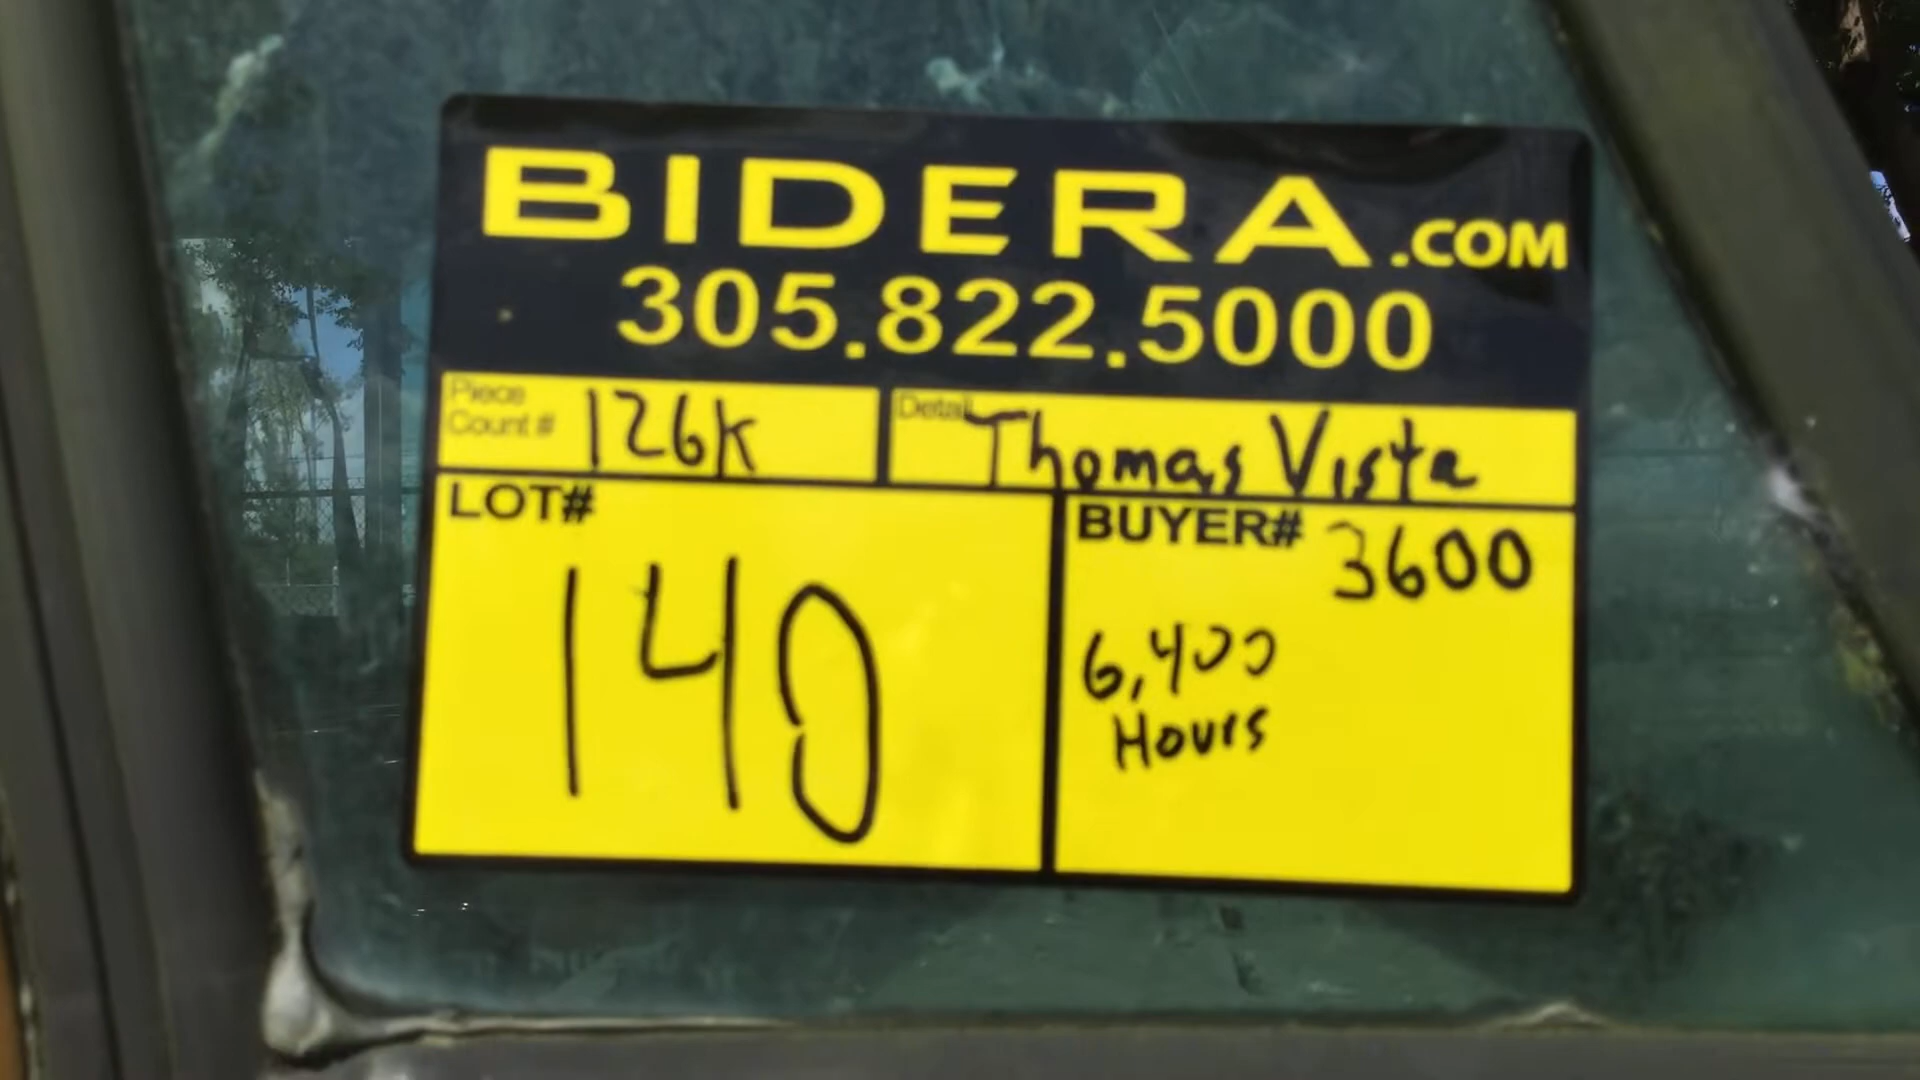 BIDERA.COM
305.822.5000
Piece Count # 126K
Detail Thomas Vista
LOT# 140
BUYER# 3600
6,400
Hours